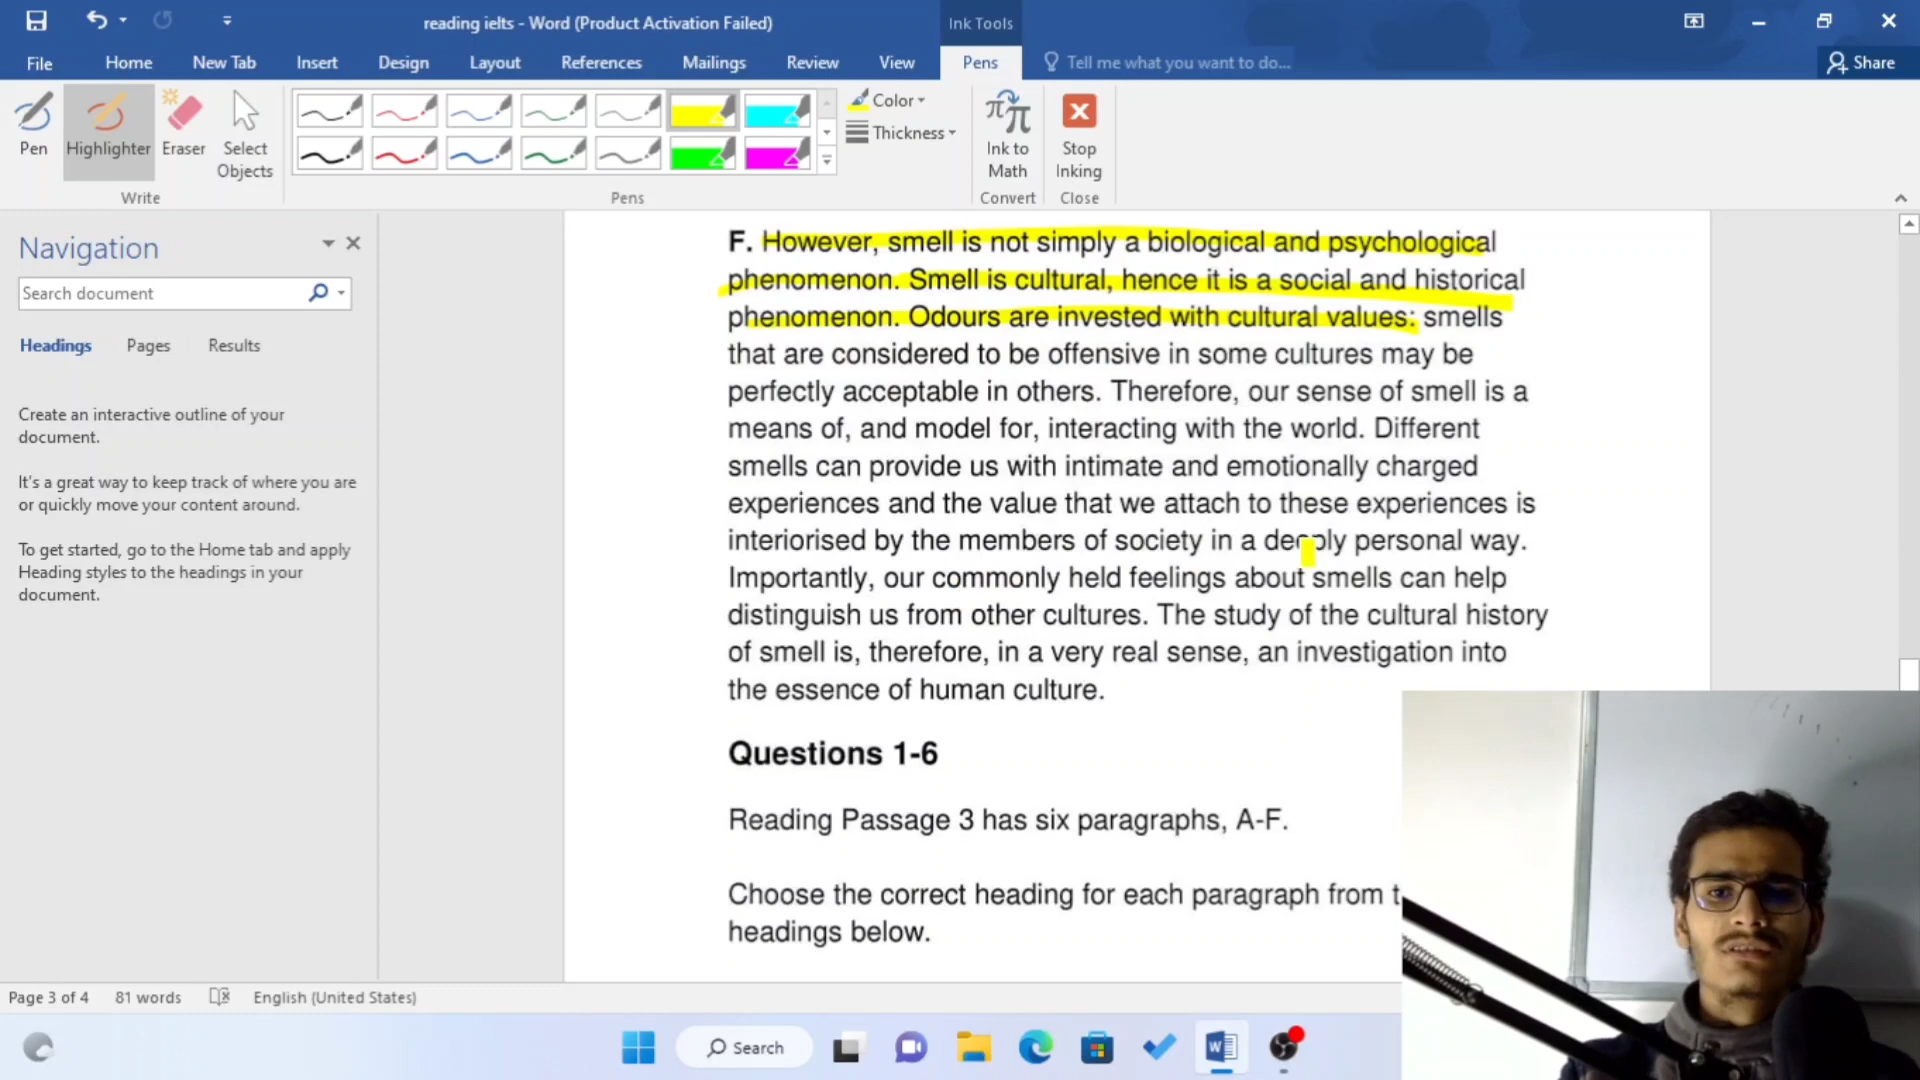 reading ielts - Word (Product Activation Failed)
Ink Tools
File
Home
New Tab
Insert
Design
Layout
References
Mailings
Review
View
Pens
Tell me what you want to do...
Share
Pen
Highlighter
Eraser
Select
Objects
Color
Thickness
Ink to
Math
Stop
Inking
Write
Pens
Convert
Close
Navigation
Search document
Headings
Pages
Results
Create an interactive outline of your
document.
It's a great way to keep track of where you are
or quickly move your content around.
To get started, go to the Home tab and apply
Heading styles to the headings in your
document.
F. However, smell is not simply a biological and psychological
phenomenon. Smell is cultural, hence it is a social and historical
phenomenon. Odours are invested with cultural values: smells
that are considered to be offensive in some cultures may be
perfectly acceptable in others. Therefore, our sense of smell is a
means of, and model for, interacting with the world. Different
smells can provide us with intimate and emotionally charged
experiences and the value that we attach to these experiences is
interiorised by the members of society in a deeply personal way.
Importantly, our commonly held feelings about smells can help
distinguish us from other cultures. The study of the cultural history
of smell is, therefore, in a very real sense, an investigation into
the essence of human culture.
Questions 1-6
Reading Passage 3 has six paragraphs, A-F.
Choose the correct heading for each paragraph from t
headings below.
Page 3 of 4
81 words
English (United States)
Search